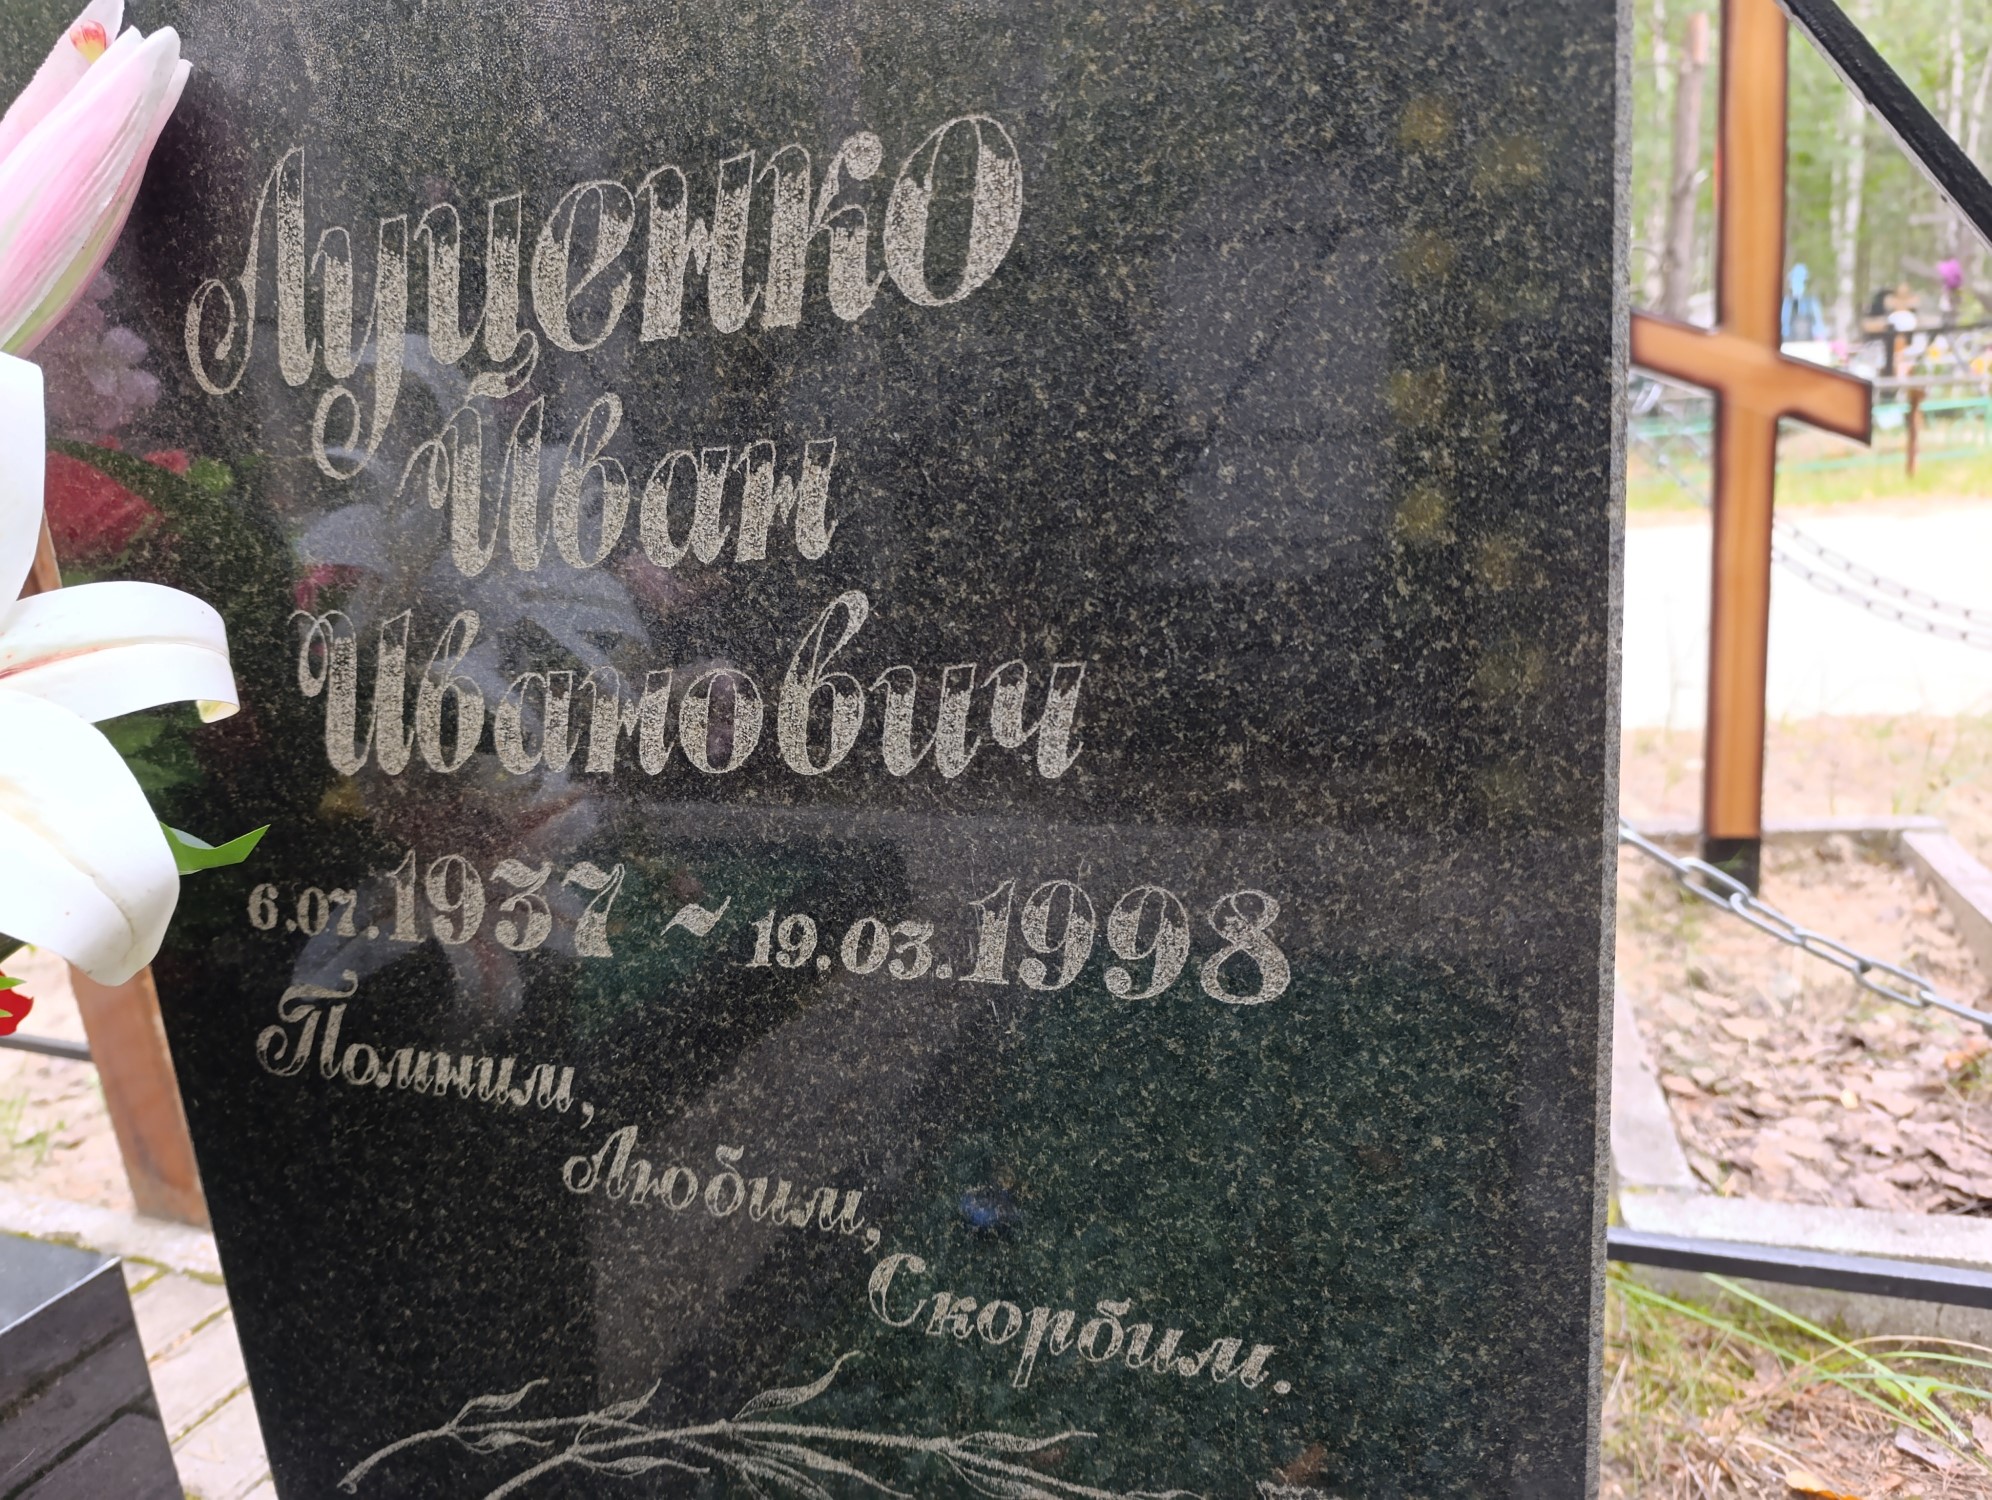 Луценко
Иван
Иванович
6.07.1937 ~ 19.03.1998
Помним,
Любим,
Скорбим.